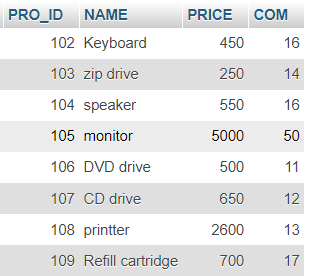 PRO_ID NAME PRICE COM
102 Keyboard 450 16
103 zip drive 250 14
104 speaker 550 16
105 monitor 5000 50
106 DVD drive 500 11
107 CD drive 650 12
108 printter 2600 13
109 Refill cartridge 700 17